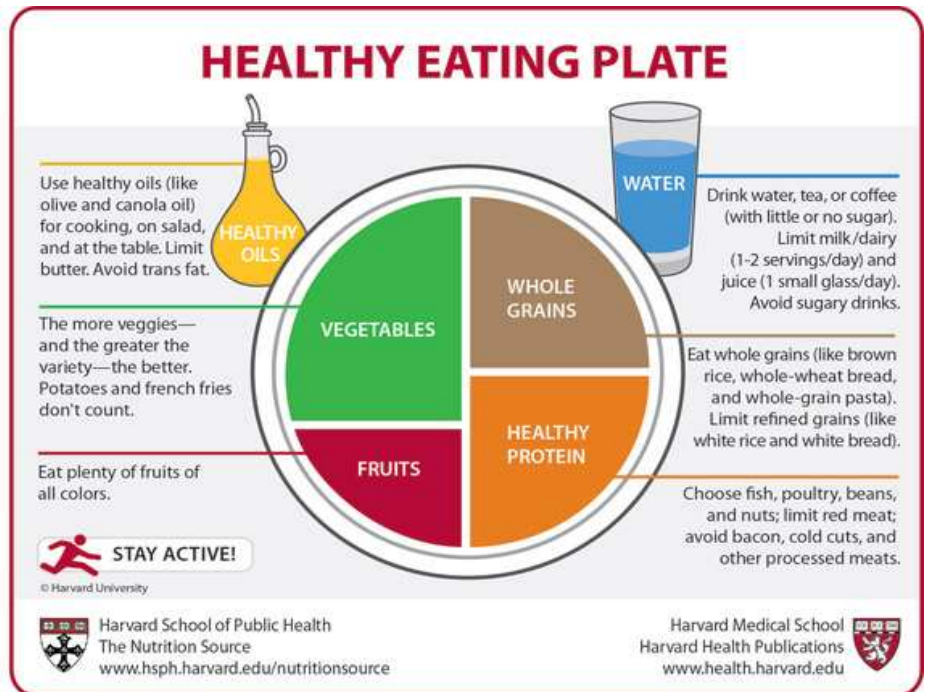 HEALTHY EATING PLATE
Use healthy oils (like
olive and canola oil)
for cooking, on salad,
and at the table. Limit
butter. Avoid trans fat.
HEALTHY
OILS
WATER
Drink water, tea, or coffee
(with little or no sugar).
Limit milk/dairy
(1-2 servings/day) and
juice (1 small glass/day).
Avoid sugary drinks.
The more veggies—
and the greater the
variety—the better.
Potatoes and french fries
don't count.
VEGETABLES
WHOLE
GRAINS
Eat whole grains (like brown
rice, whole-wheat bread,
and whole-grain pasta).
Limit refined grains (like
white rice and white bread).
Eat plenty of fruits of
all colors.
FRUITS
HEALTHY
PROTEIN
Choose fish, poultry, beans,
and nuts; limit red meat;
avoid bacon, cold cuts, and
other processed meats.
STAY ACTIVE!
© Harvard University
Harvard School of Public Health
The Nutrition Source
www.hsph.harvard.edu/nutritionsource
Harvard Medical School
Harvard Health Publications
www.health.harvard.edu